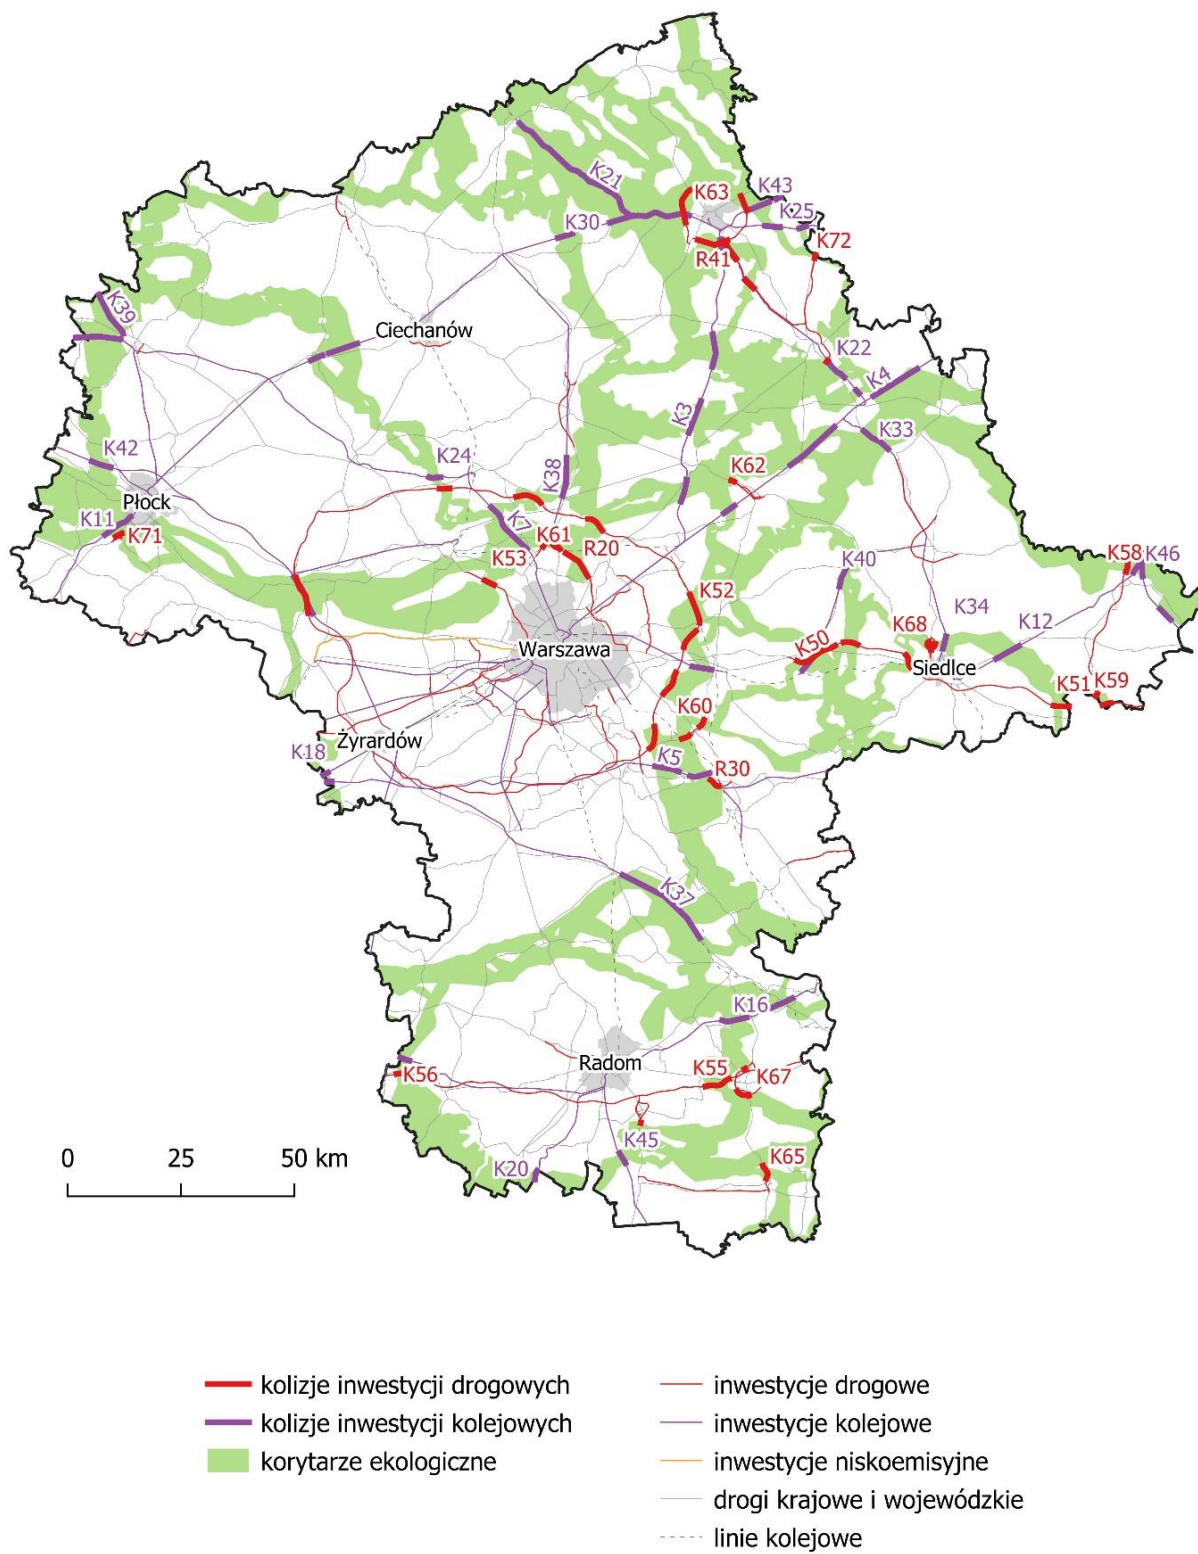 K21
K63
K43
K30
K25
R41
K72
K39
Ciechanów
K22
K4
K3
K33
K42
K24
K38
K62
Płock
K11
K71
K7
K61
K53
R20
K40
K58
K46
K52
K34
K68
K12
Warszawa
K50
Siedlce
K51
K59
K60
Żyrardów
K18
K5
R30
K37
K16
Radom
K55
K67
K56
K45
K65
K20
0 25 50 km
kolizje inwestycji drogowych
kolizje inwestycji kolejowych
korytarze ekologiczne
inwestycje drogowe
inwestycje kolejowe
inwestycje niskoemisyjne
drogi krajowe i wojewódzkie
linie kolejowe